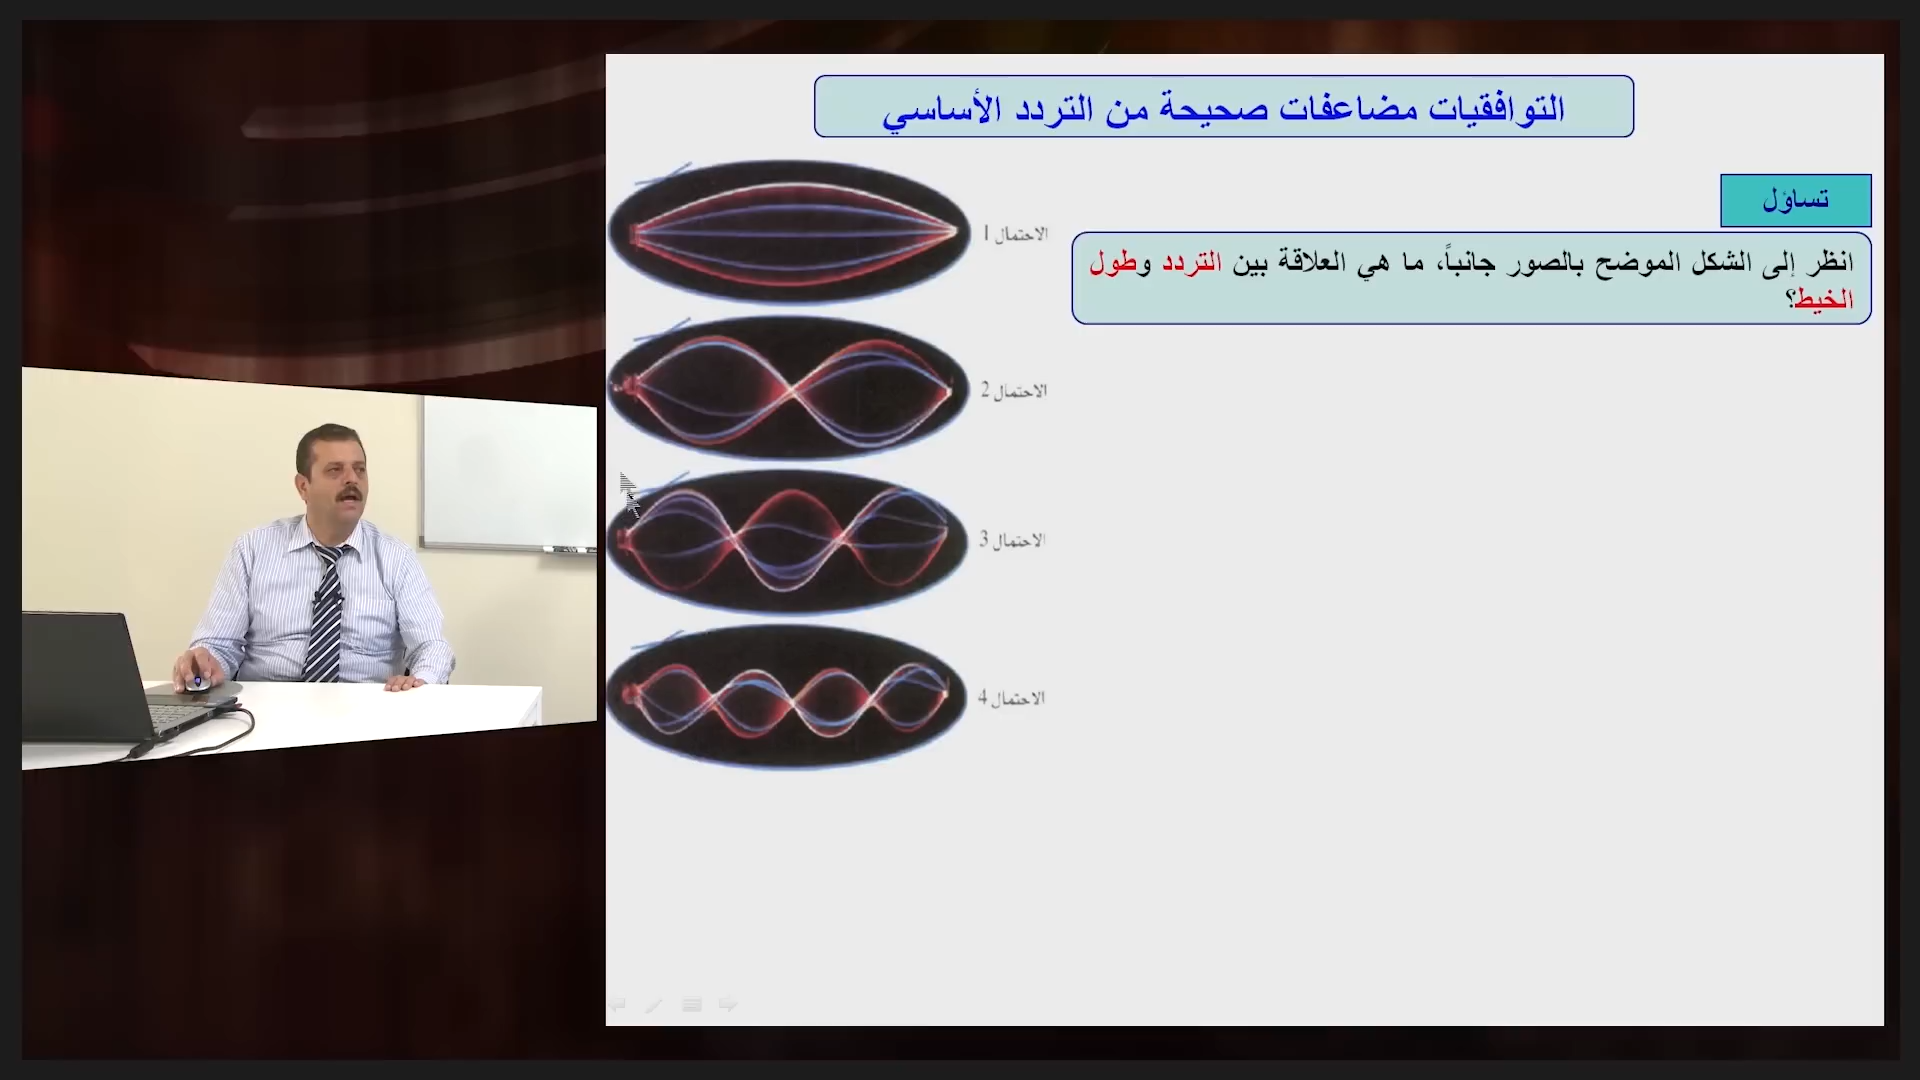 التوافقيات مضاعفات صحيحة من التردد الأساسي
تساؤل
انظر إلى الشكل الموضح بالصور جانباً، ما هي العلاقة بين التردد وطول
الخيط؟
الاحتمال 1
الاحتمال 2
الاحتمال 3
الاحتمال 4